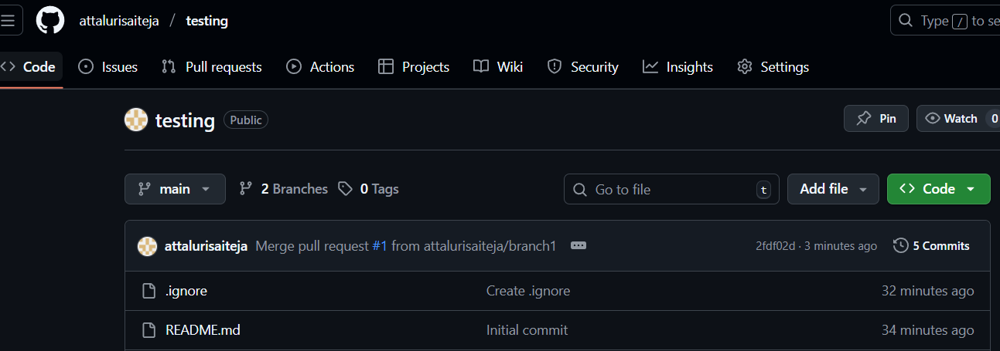 attalurisaiteja / testing
Type / to se
Code Issues Pull requests Actions Projects Wiki Security Insights Settings
testing Public
Pin Watch 0
main 2 Branches 0 Tags
Go to file t
Add file Code
attalurisaiteja Merge pull request #1 from attalurisaiteja/branch1 2fdf02d · 3 minutes ago 5 Commits
.ignore Create .ignore 32 minutes ago
README.md Initial commit 34 minutes ago